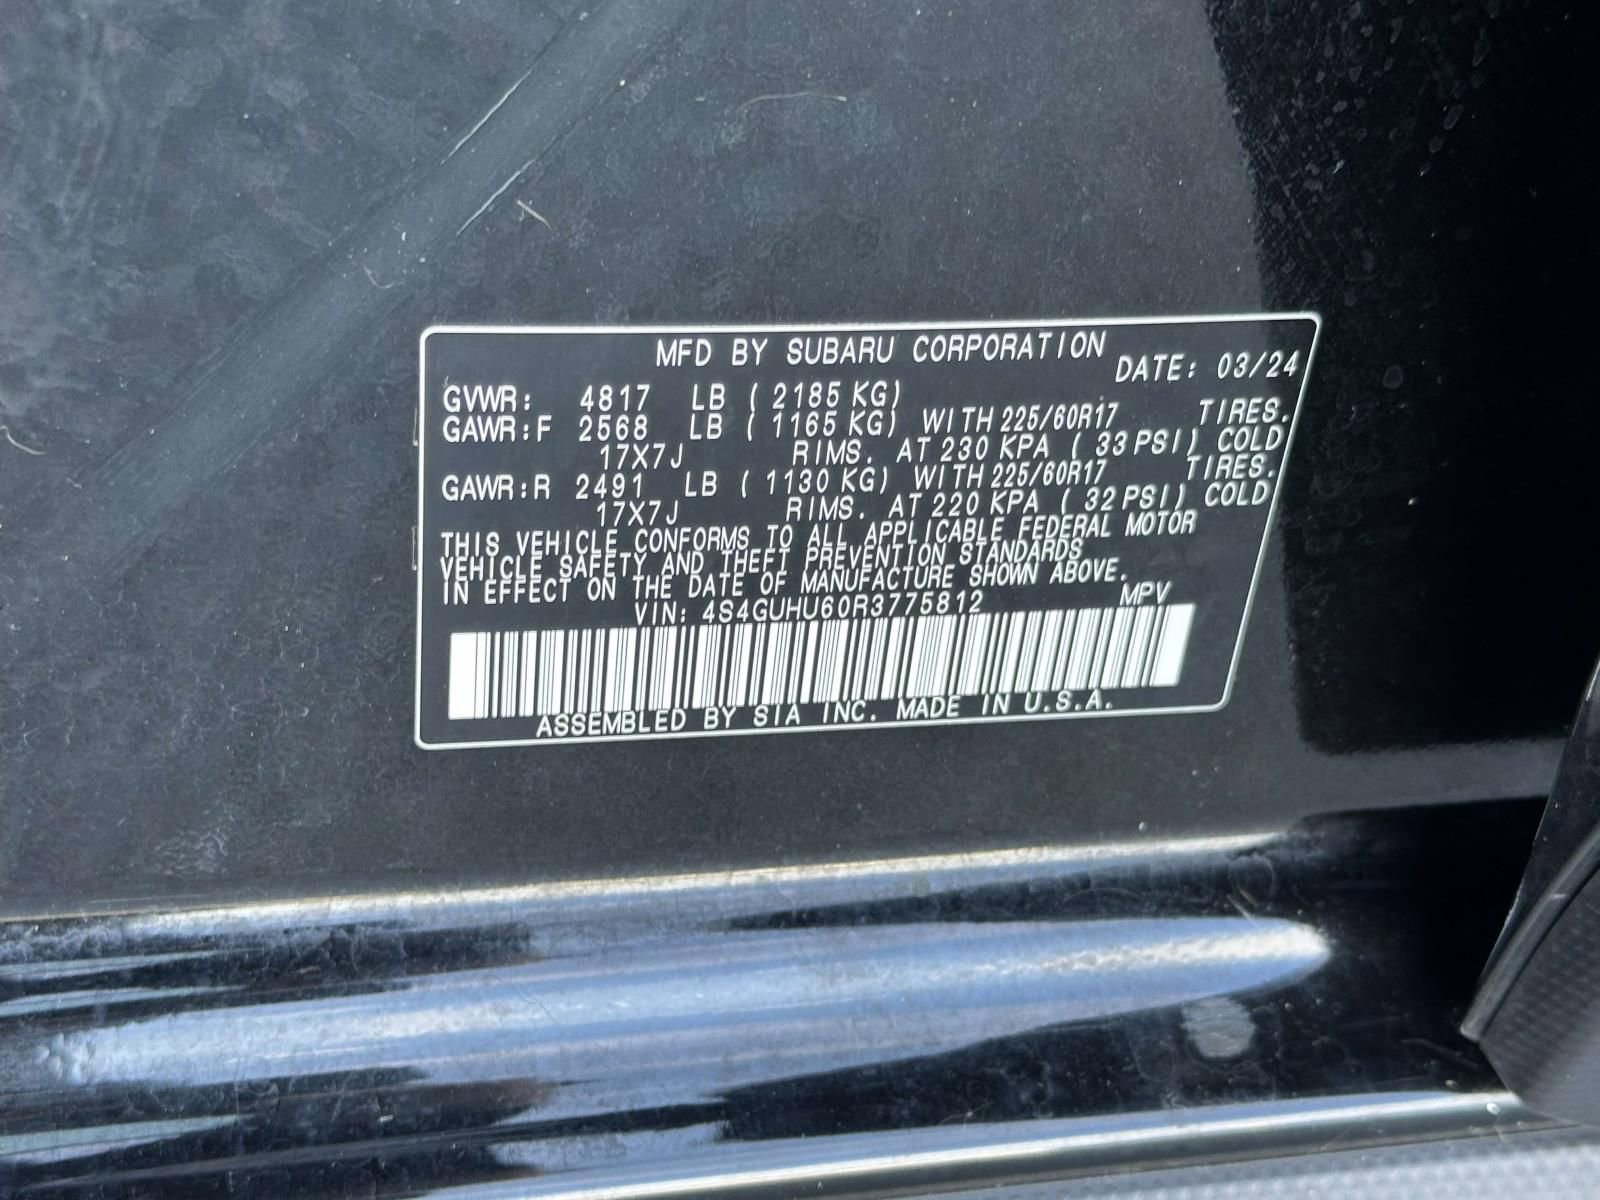 MFD BY SUBARU CORPORATION
DATE: 03/24
GVWR: 4817 LB ( 2185 KG)
GAWR:F 2568 LB ( 1165 KG) WITH 225/60R17 TIRES.
17X7J RIMS. AT 230 KPA ( 33 PSI) COLD
GAWR:R 2491 LB ( 1130 KG) WITH 225/60R17 TIRES.
17X7J RIMS. AT 220 KPA ( 32 PSI) COLD
THIS VEHICLE CONFORMS TO ALL APPLICABLE FEDERAL MOTOR
VEHICLE SAFETY AND THEFT PREVENTION STANDARDS
IN EFFECT ON THE DATE OF MANUFACTURE SHOWN ABOVE.
VIN: 4S4GUHU60R3775812 MPV
ASSEMBLED BY SIA INC. MADE IN U.S.A.